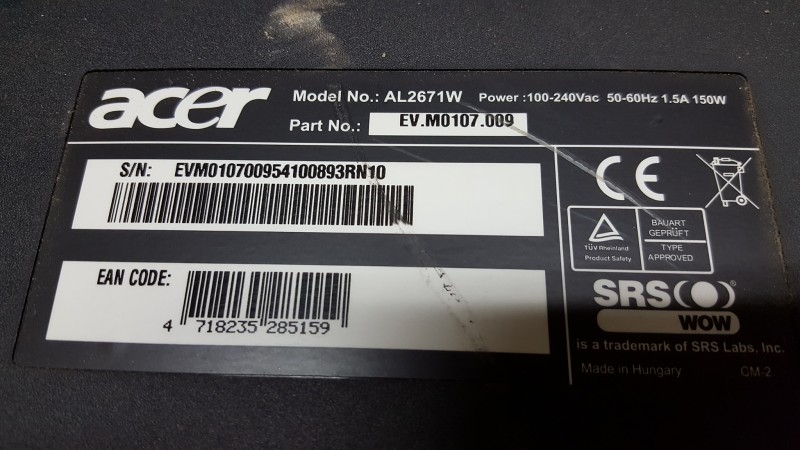 acer
Model No.: AL2671W Power :100-240Vac 50-60Hz 1.5A 150W
Part No.: EV.M0107.009
S/N: EVM010700954100893RN10
CE
TÜV Rheinland
Product Safety
BAUART
GEPRÜFT
TYPE
APPROVED
EAN CODE:
4 718235 285159
SRS(●)®
WOW
is a trademark of SRS Labs, Inc.
Made in Hungary CM-2